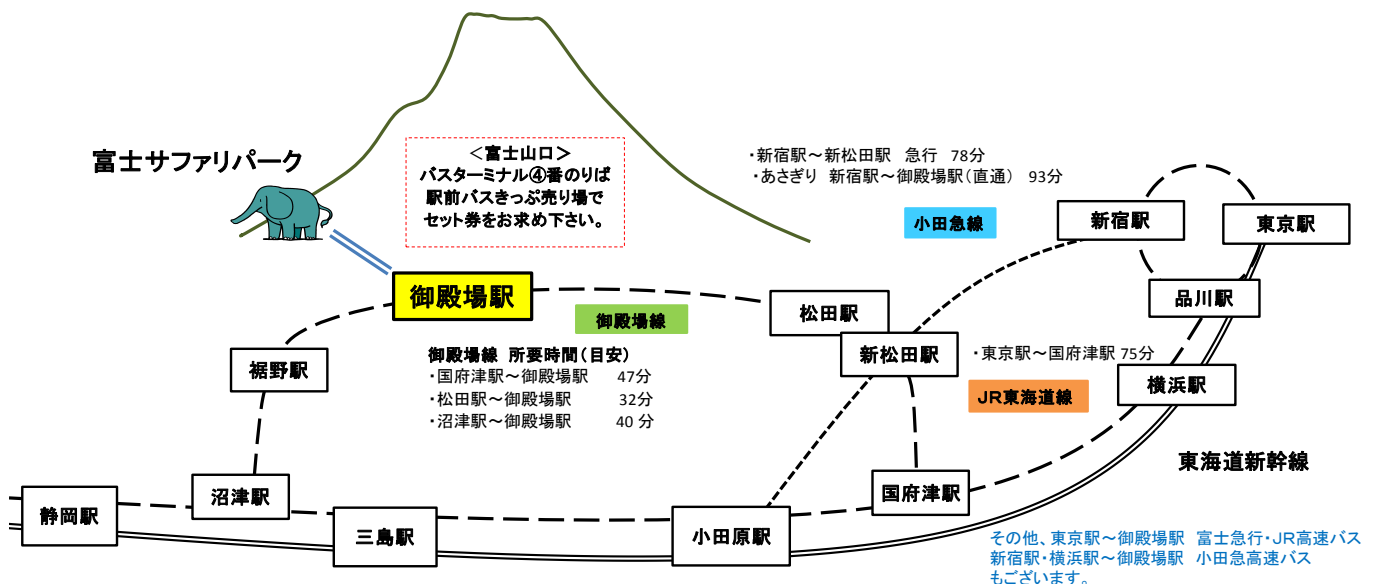 富士サファリパーク
<富士山口>
バスターミナル④番のりば
駅前バスきっぷ売り場で
セット券をお求め下さい。
・新宿駅~新松田駅 急行 78分
・あさぎり 新宿駅~御殿場駅(直通) 93分
小田急線
新宿駅
東京駅
御殿場駅
品川駅
松田駅
御殿場線
新松田駅
御殿場線 所要時間(目安)
・国府津駅~御殿場駅 47分
・松田駅~御殿場駅 32分
・沼津駅~御殿場駅 40 分
裾野駅
・東京駅~国府津駅 75分
横浜駅
JR東海道線
東海道新幹線
沼津駅
国府津駅
静岡駅
三島駅
小田原駅
その他、東京駅~御殿場駅 富士急行・JR高速バス
新宿駅・横浜駅~御殿場駅 小田急高速バス
もございます。